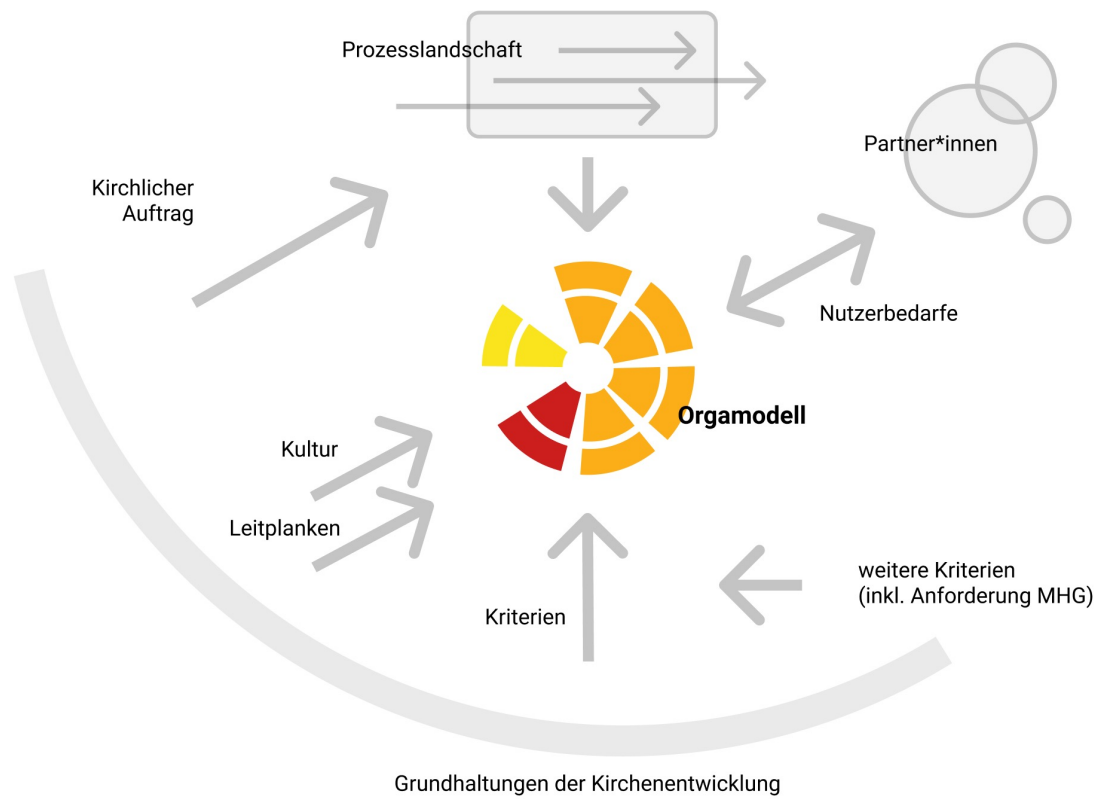 Prozesslandschaft
Partner*innen
Kirchlicher
Auftrag
Nutzerbedarfe
Orgamodell
Kultur
Leitplanken
weitere Kriterien
(inkl. Anforderung MHG)
Kriterien
Grundhaltungen der Kirchenentwicklung